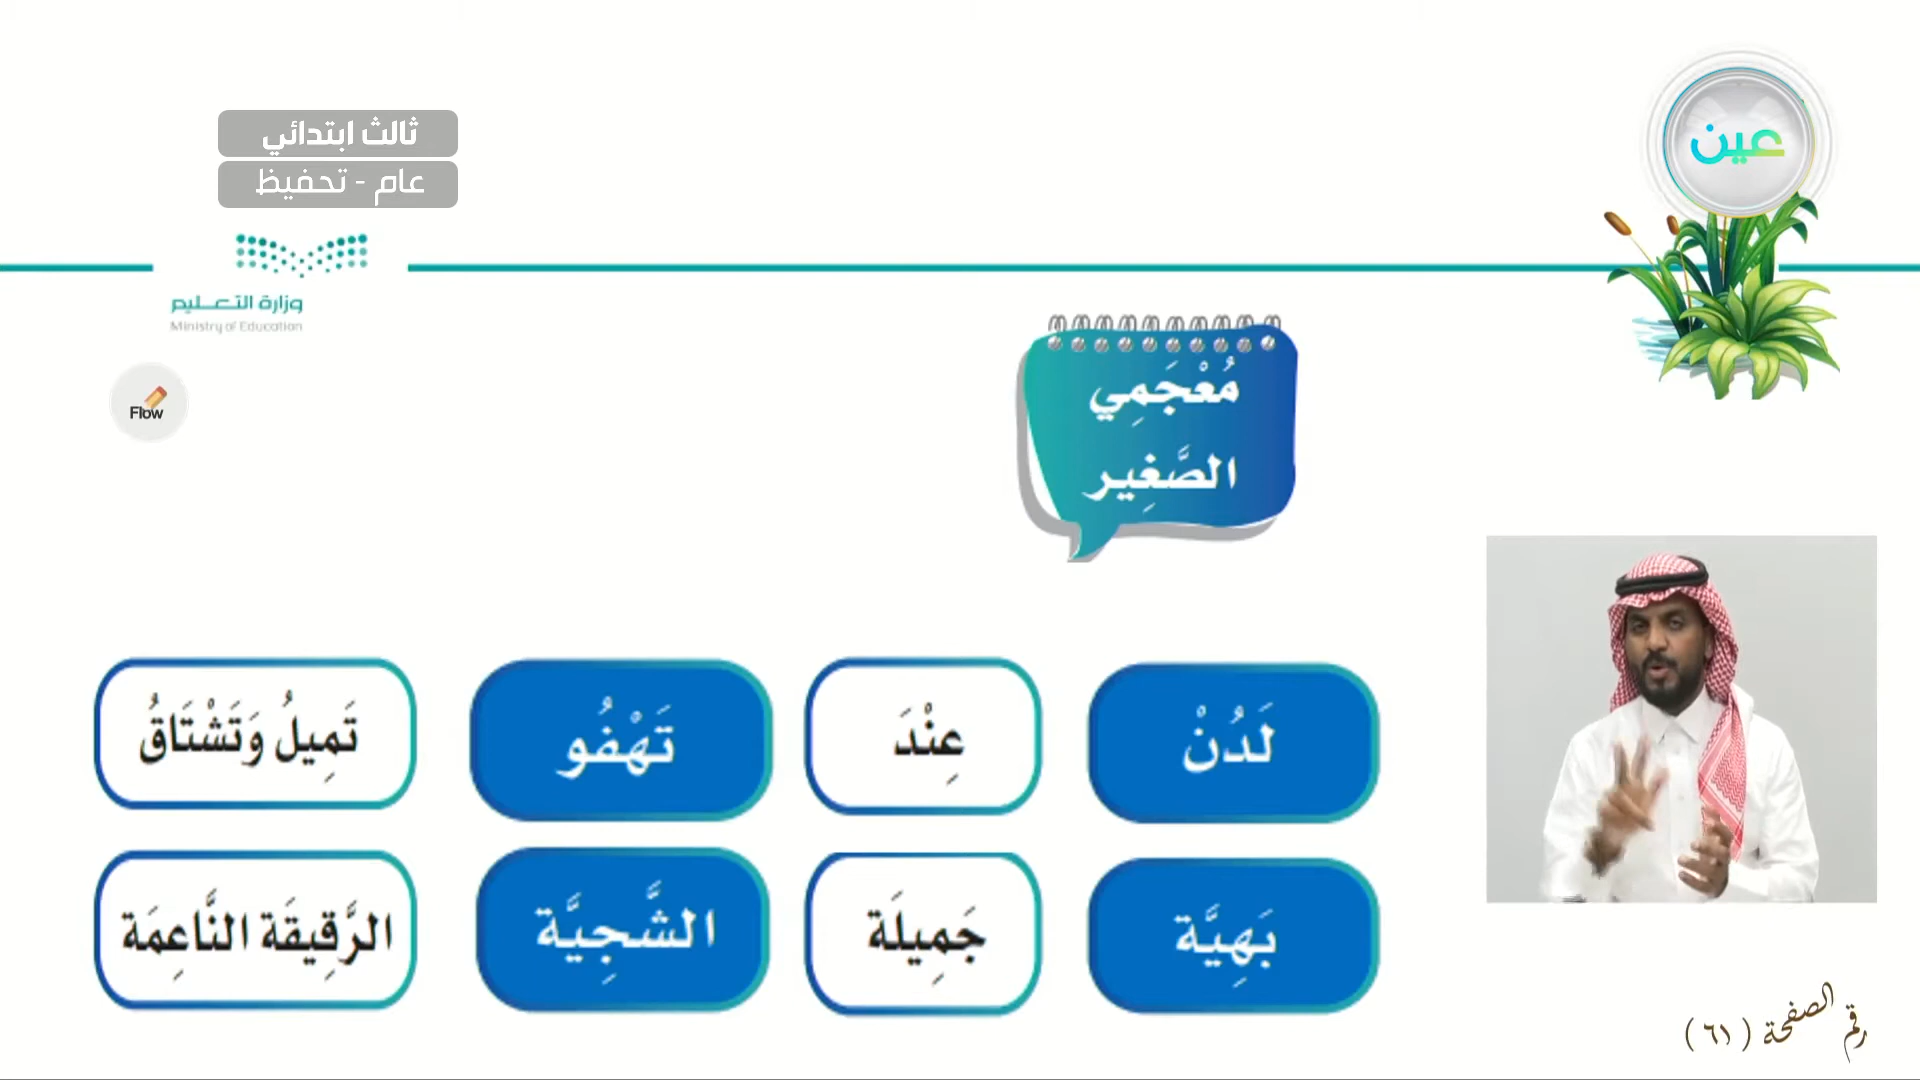 عين
ثالث ابتدائي
عام - تحفيظ
وزارة التعليم
Ministry of Education
Flow
مُعْجَمِي
الصَّغِير
لَدُنْ
عِنْدَ
تَهْفُو
تَمِيلُ وَتَشْتَاقُ
بَهِيَّة
جَمِيلَة
الشَّجِيَّة
الرَّقِيقَة النَّاعِمَة
رقم الصفحة ( ٦١ )